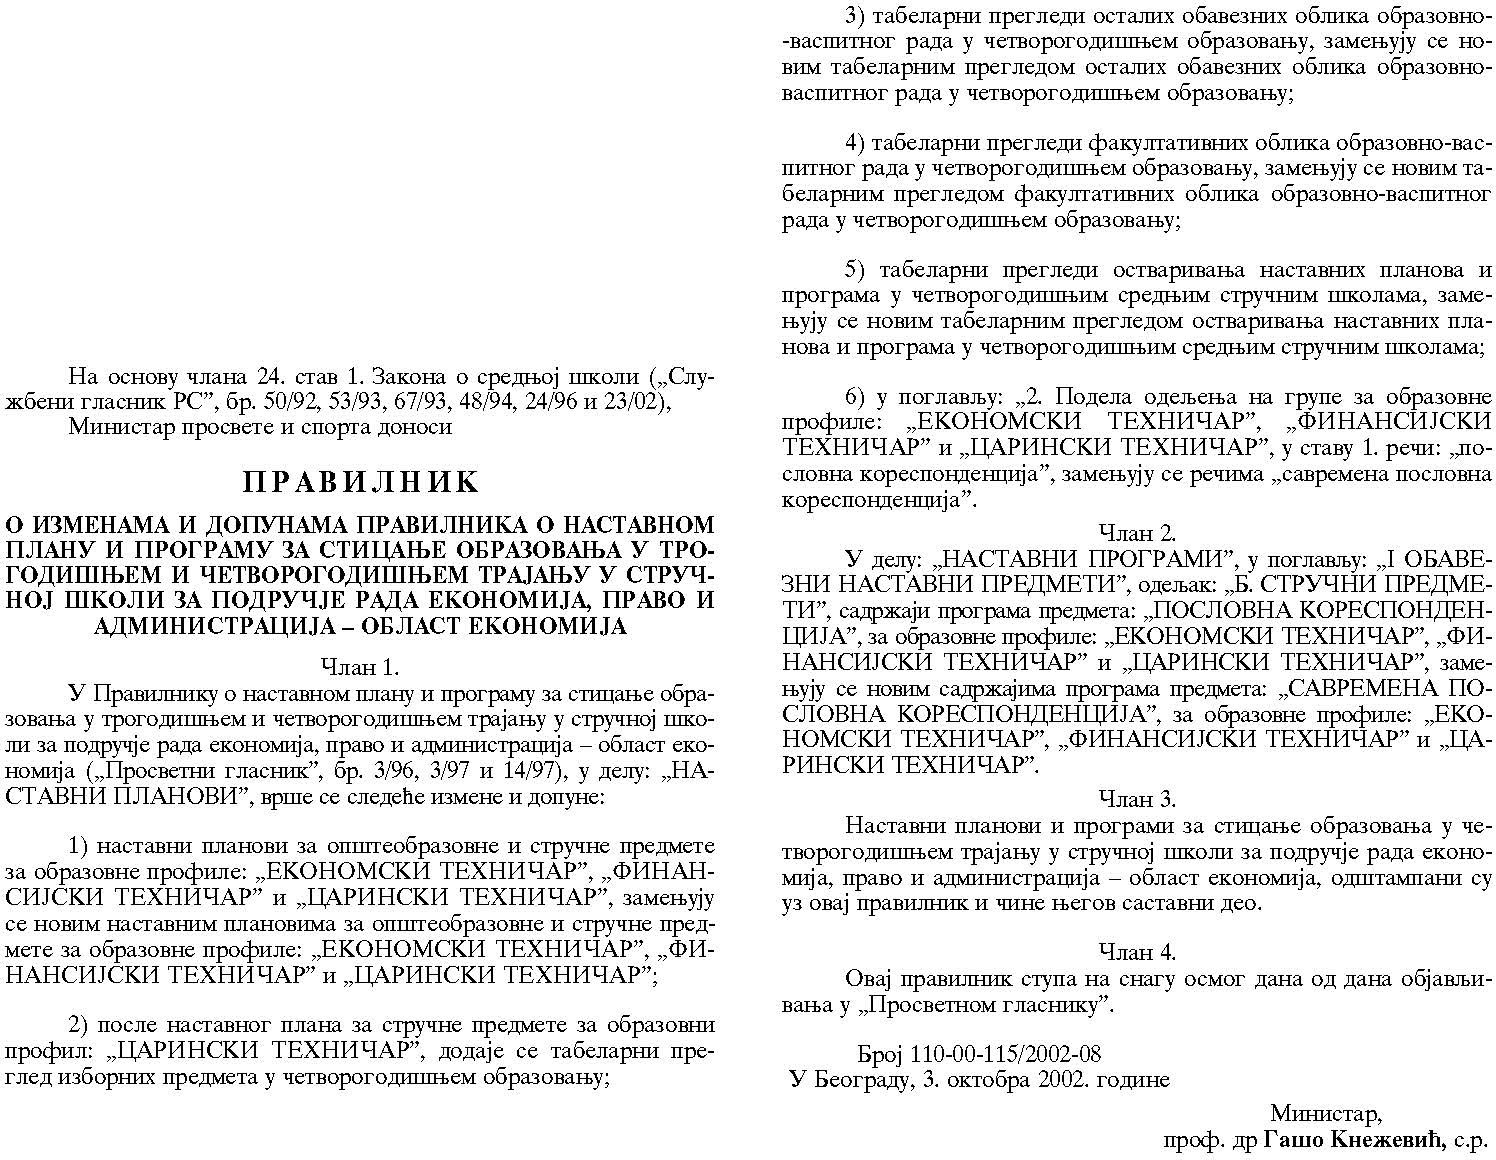 На основу члана 24. став 1. Закона о средњој школи („Слу-
жбени гласник РС”, бр. 50/92, 53/93, 67/93, 48/94, 24/96 и 23/02),
Министар просвете и спорта доноси
ПРАВИЛНИК
О ИЗМЕНАМА И ДОПУНАМА ПРАВИЛНИКА О НАСТАВНОМ
ПЛАНУ И ПРОГРАМУ ЗА СТИЦАЊЕ ОБРАЗОВАЊА У ТРО-
ГОДИШЊЕМ И ЧЕТВОРОГОДИШЊЕМ ТРАЈАЊУ У СТРУЧ-
НОЈ ШКОЛИ ЗА ПОДРУЧЈЕ РАДА ЕКОНОМИЈА, ПРАВО И
АДМИНИСТРАЦИЈА – ОБЛАСТ ЕКОНОМИЈА
Члан 1.
У Правилнику о наставном плану и програму за стицање обра-
зовања у трогодишњем и четворогодишњем трајању у стручној шко-
ли за подручје рада економија, право и администрација – област еко-
номија („Просветни гласник”, бр. 3/96, 3/97 и 14/97), у делу: „НА-
СТАВНИ ПЛАНОВИ”, врше се следеће измене и допуне:
1) наставни планови за општеобразовне и стручне предмете
за образовне профиле: „ЕКОНОМСКИ ТЕХНИЧАР”, „ФИНАН-
СИЈСКИ ТЕХНИЧАР” и „ЦАРИНСКИ ТЕХНИЧАР”, замењују
се новим наставним плановима за општеобразовне и стручне пред-
мете за образовне профиле: „ЕКОНОМСКИ ТЕХНИЧАР”, „ФИ-
НАНСИЈСКИ ТЕХНИЧАР” и „ЦАРИНСКИ ТЕХНИЧАР”;
2) после наставног плана за стручне предмете за образовни
профил: „ЦАРИНСКИ ТЕХНИЧАР”, додаје се табеларни пре-
глед изборних предмета у четворогодишњем образовању;
3) табеларни прегледи осталих обавезних облика образовно-
-васпитног рада у четворогодишњем образовању, замењују се но-
вим табеларним прегледом осталих обавезних облика образовно-
васпитног рада у четворогодишњем образовању;
4) табеларни прегледи факултативних облика образовно-вас-
питног рада у четворогодишњем образовању, замењују се новим та-
беларним прегледом факултативних облика образовно-васпитног
рада у четворогодишњем образовању;
5) табеларни прегледи остваривања наставних планова и
програма у четворогодишњим средњим стручним школама, заме-
њују се новим табеларним прегледом остваривања наставних пла-
нова и програма у четворогодишњим средњим стручним школама;
6) у поглављу: „2. Подела одељења на групе за образовне
профиле: „ЕКОНОМСКИ ТЕХНИЧАР”, „ФИНАНСИЈСКИ
ТЕХНИЧАР” и „ЦАРИНСКИ ТЕХНИЧАР”, у ставу 1. речи: „по-
словна кореспонденција”, замењују се речима „савремена пословна
кореспонденција”.
Члан 2.
У делу: „НАСТАВНИ ПРОГРАМИ”, у поглављу: „I ОБАВЕ-
ЗНИ НАСТАВНИ ПРЕДМЕТИ”, одељак: „Б. СТРУЧНИ ПРЕДМЕ-
ТИ”, садржаји програма предмета: „ПОСЛОВНА КОРЕСПОНДЕН-
ЦИЈА”, за образовне профиле: „ЕКОНОМСКИ ТЕХНИЧАР”, „ФИ-
НАНСИЈСКИ ТЕХНИЧАР” и „ЦАРИНСКИ ТЕХНИЧАР”, заме-
њују се новим садржајима програма предмета: „САВРЕМЕНА ПО-
СЛОВНА КОРЕСПОНДЕНЦИЈА”, за образовне профиле: „ЕКО-
НОМСКИ ТЕХНИЧАР”, „ФИНАНСИЈСКИ ТЕХНИЧАР” и „ЦА-
РИНСКИ ТЕХНИЧАР”.
Члан 3.
Наставни планови и програми за стицање образовања у че-
творогодишњем трајању у стручној школи за подручје рада еконо-
мија, право и администрација – област економија, одштампани су
уз овај правилник и чине његов саставни део.
Члан 4.
Овај правилник ступа на снагу осмог дана од дана објављи-
вања у „Просветном гласнику”.
Број 110-00-115/2002-08
У Београду, 3. октобра 2002. године
Министар,
проф. др Гашо Кнежевић, с.р.